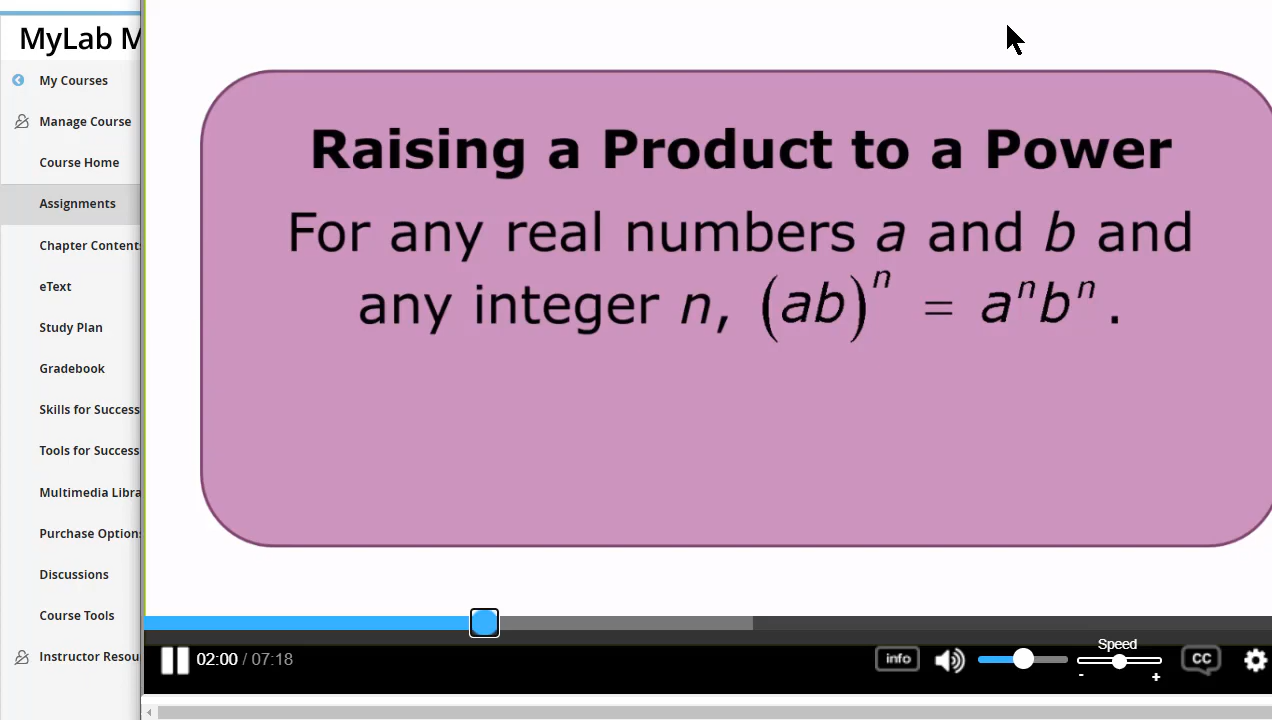 MyLab M
My Courses
Manage Course
Course Home
Assignments
Chapter Content
eText
Study Plan
Gradebook
Skills for Success
Tools for Success
Multimedia Libra
Purchase Option
Discussions
Course Tools
Instructor Resou
Raising a Product to a Power
For any real numbers a and b and
any integer n, (ab)ⁿ = aⁿbⁿ.
02:00 / 07:18
info
Speed
- +
CC